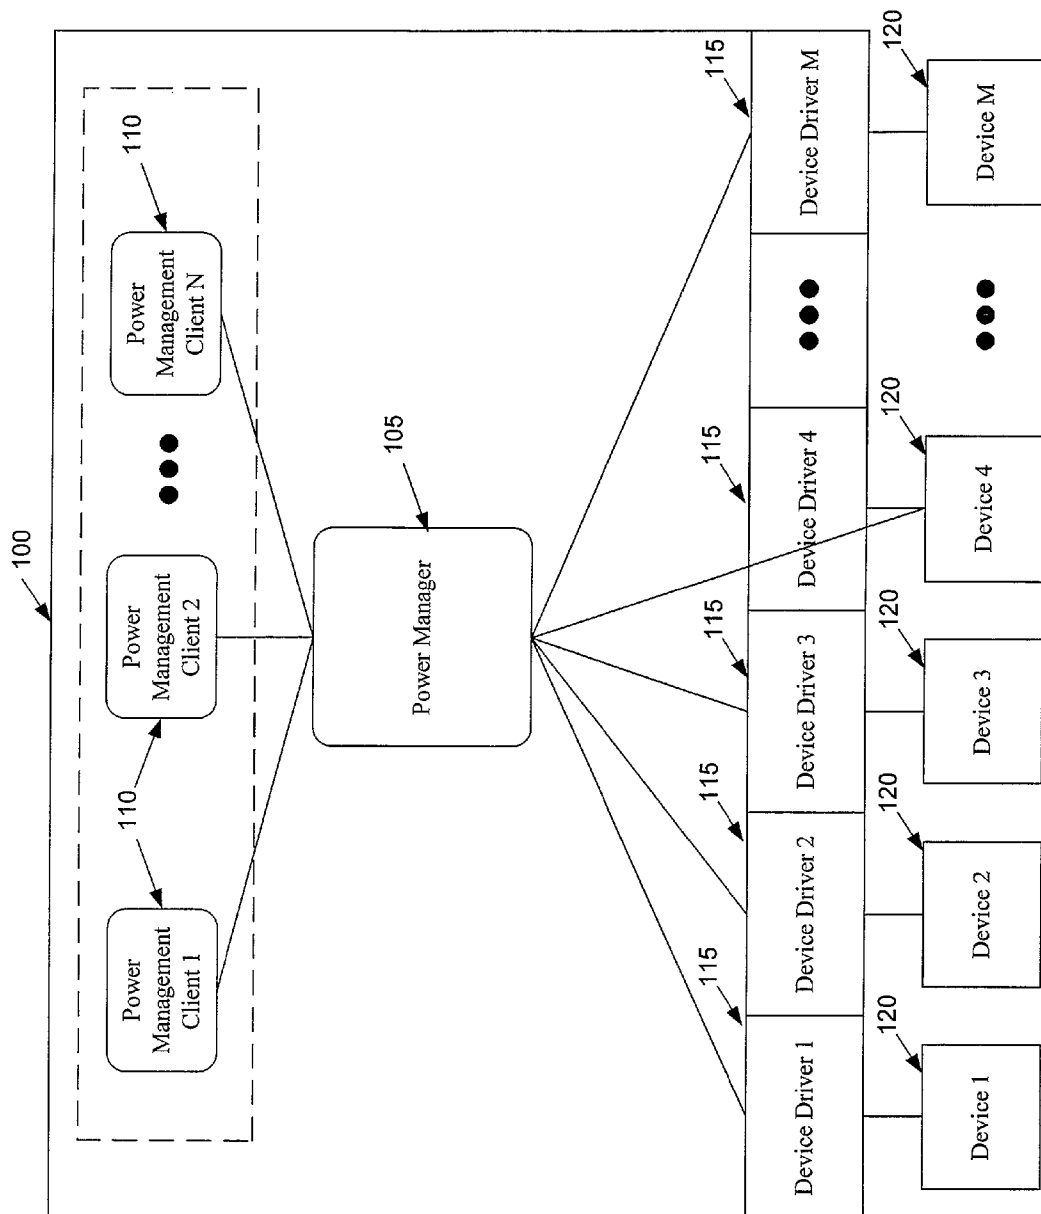 100
Power
Management
Client 1
110
Power
Management
Client 2
Power
Management
Client N
110
Power Manager
105
115
115
115
115
115
Device Driver 1
Device Driver 2
Device Driver 3
Device Driver 4
Device Driver M
120
120
120
120
120
Device 1
Device 2
Device 3
Device 4
Device M